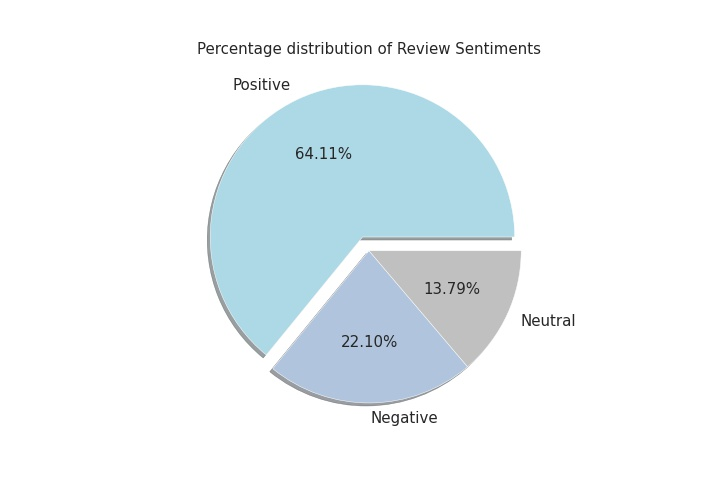 Percentage distribution of Review Sentiments
Positive
64.11%
13.79%
Neutral
22.10%
Negative